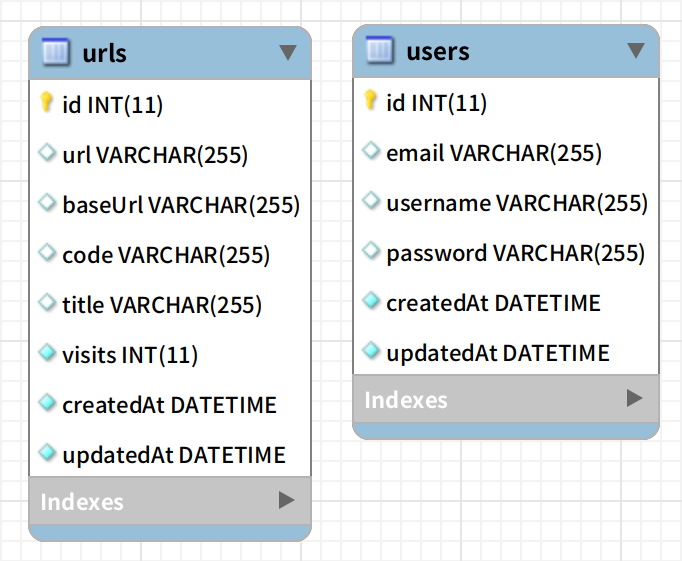 urls
id INT(11)
url VARCHAR(255)
baseUrl VARCHAR(255)
code VARCHAR(255)
title VARCHAR(255)
visits INT(11)
createdAt DATETIME
updatedAt DATETIME
Indexes
users
id INT(11)
email VARCHAR(255)
username VARCHAR(255)
password VARCHAR(255)
createdAt DATETIME
updatedAt DATETIME
Indexes